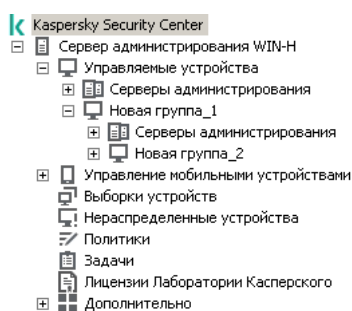 Kaspersky Security Center
Сервер администрирования WIN-H
Управляемые устройства
Серверы администрирования
Новая группа_1
Серверы администрирования
Новая группа_2
Управление мобильными устройствами
Выборки устройств
Нераспределенные устройства
Политики
Задачи
Лицензии Лаборатории Касперского
Дополнительно